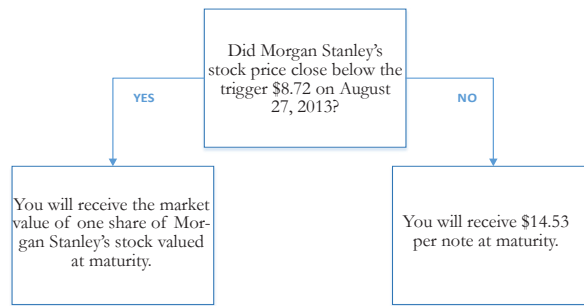 Did Morgan Stanley's
stock price close below the
trigger $8.72 on August
27, 2013?
YES
NO
You will receive the market
value of one share of Mor-
gan Stanley's stock valued
at maturity.
You will receive $14.53
per note at maturity.